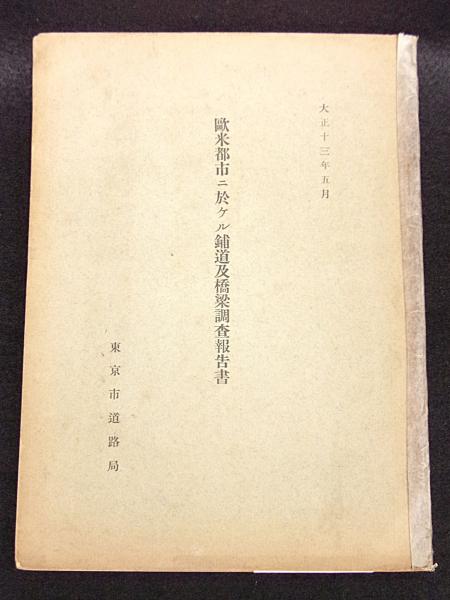 大正十三年五月
歐米都市ニ於ケル鋪道及橋梁調査報告書
東京市道路局